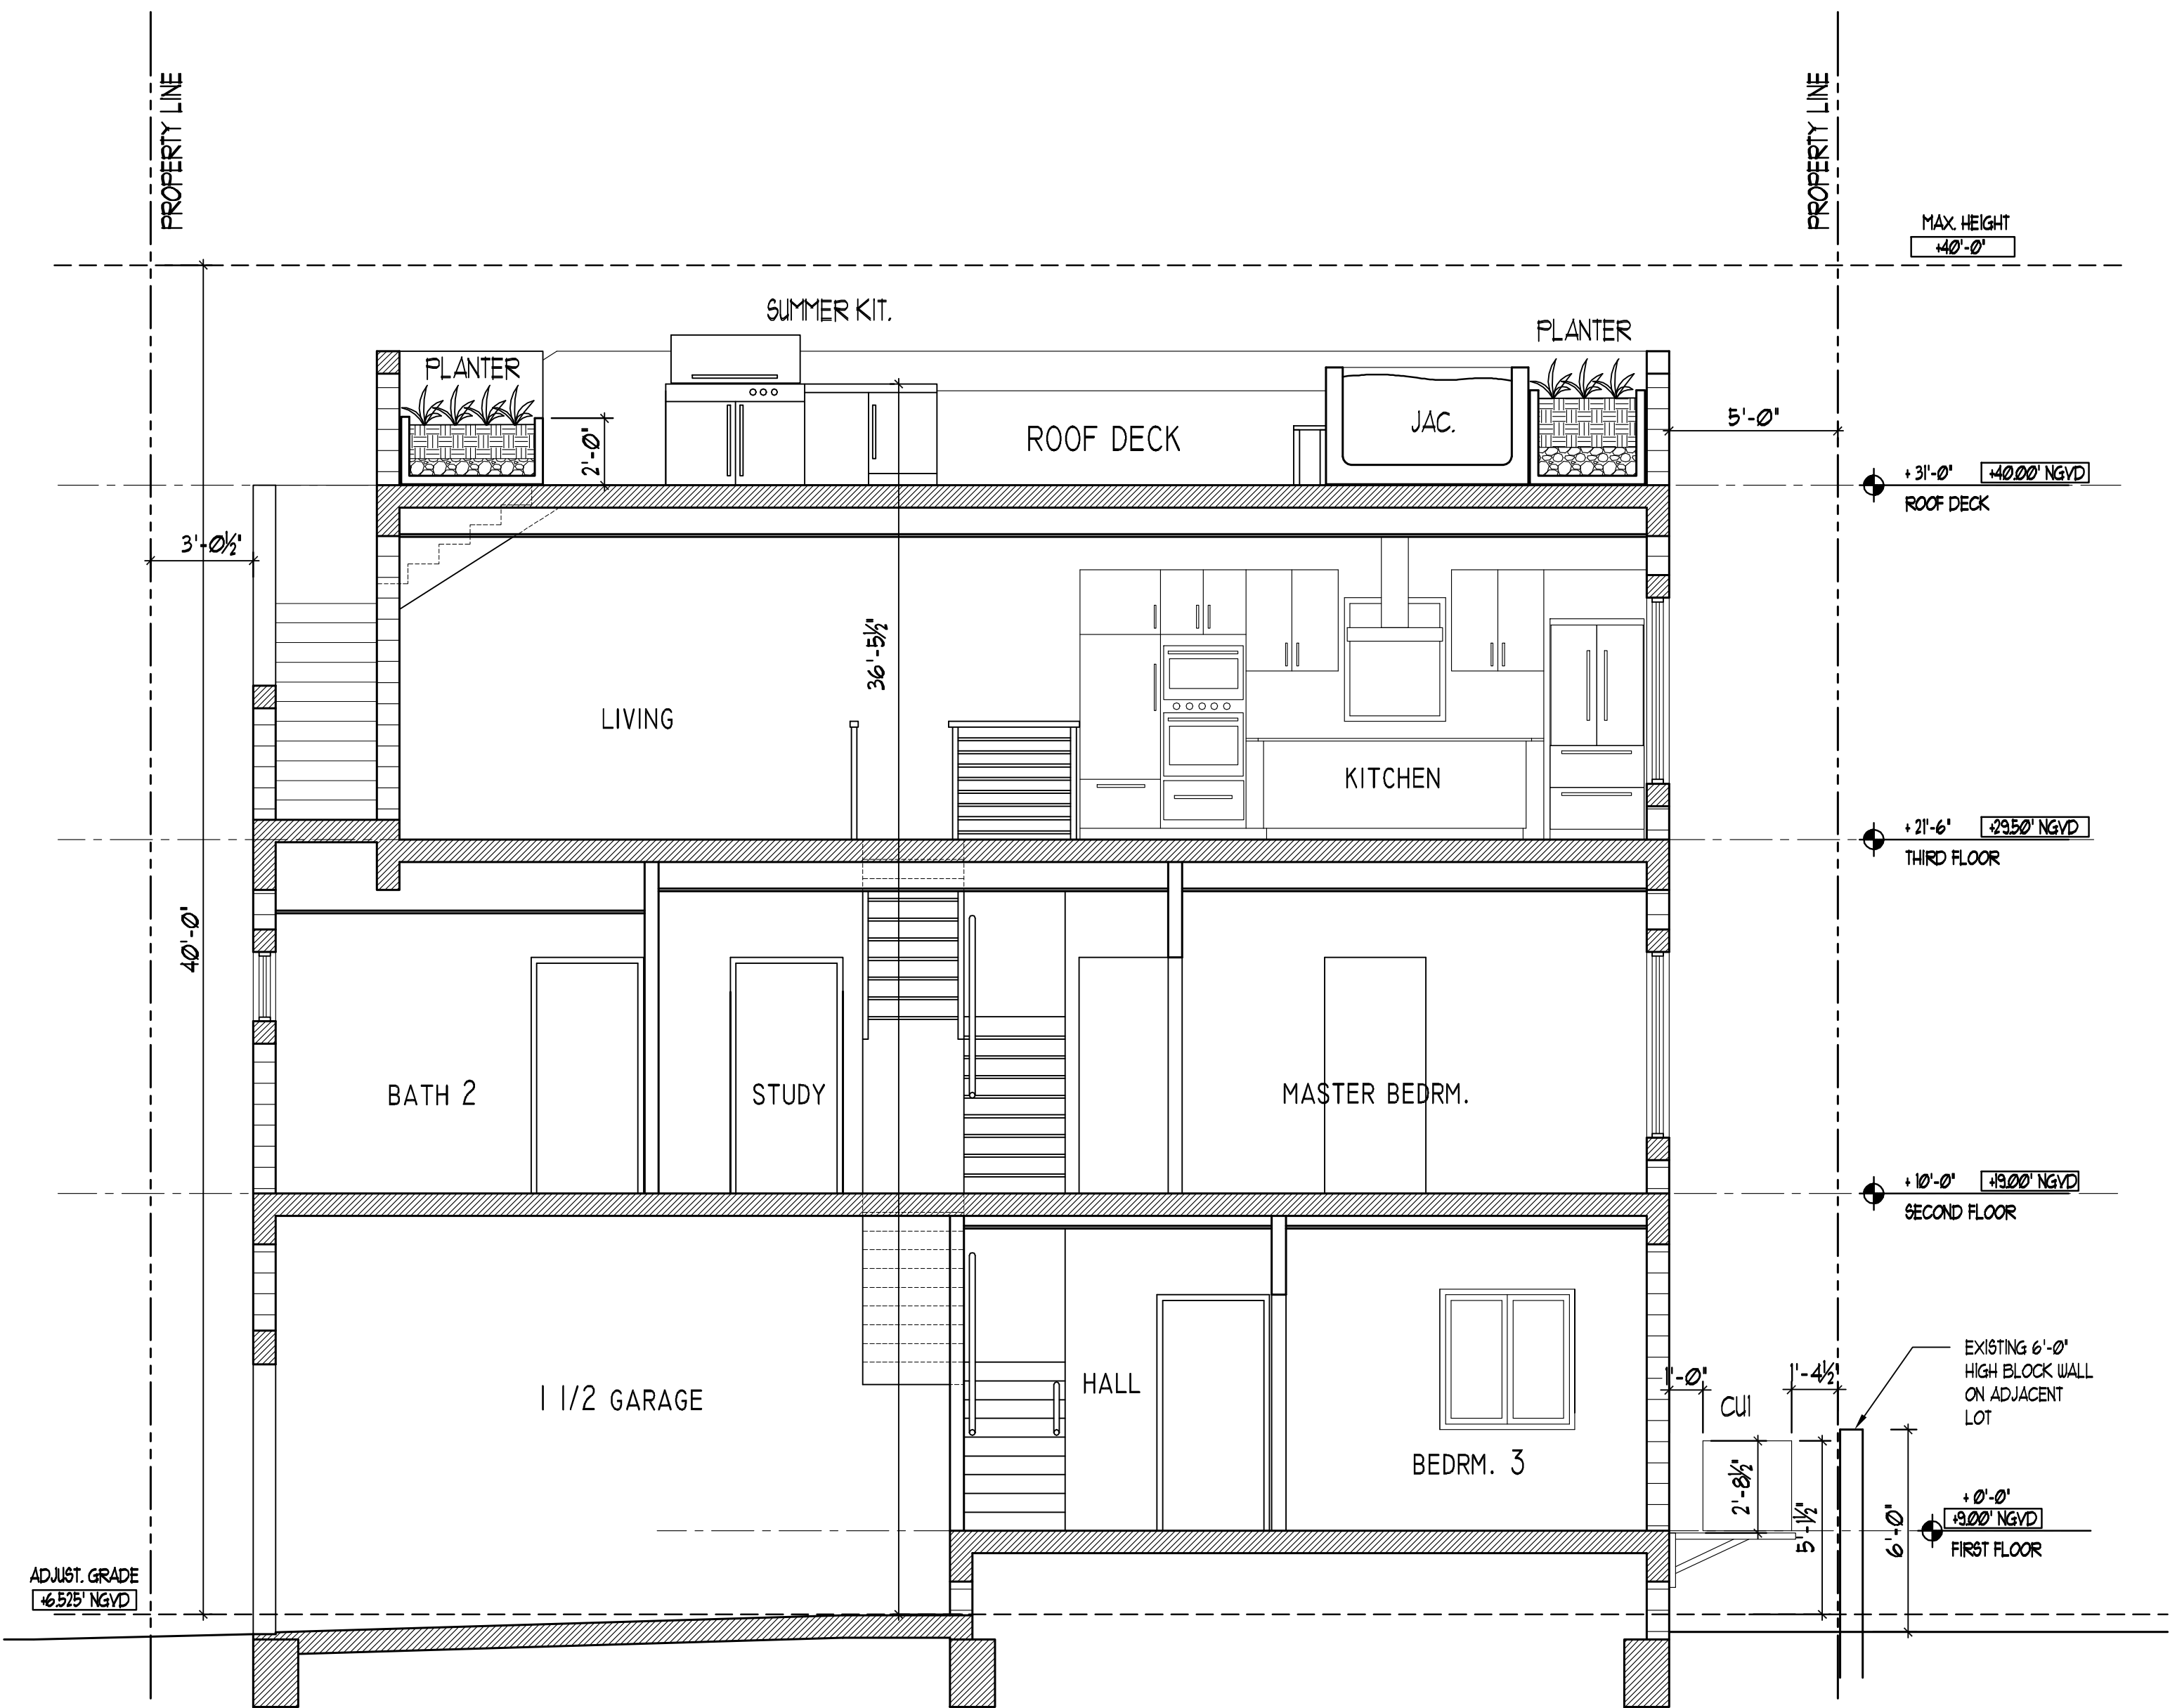 PROPERTY LINE
PROPERTY LINE
MAX. HEIGHT
+40'-0"
SUMMER KIT.
PLANTER
PLANTER
2'-0"
ROOF DECK
JAC.
5'-0"
+ 31'-0" +40.00' NGVD
ROOF DECK
3'-0½"
36'-5½"
LIVING
KITCHEN
+ 21'-6" +29.50' NGVD
THIRD FLOOR
40'-0"
BATH 2
STUDY
MASTER BEDRM.
+ 10'-0" +19.00' NGVD
SECOND FLOOR
1 1/2 GARAGE
HALL
BEDRM. 3
1'-0"
CU1
1'-4½"
EXISTING 6'-0"
HIGH BLOCK WALL
ON ADJACENT
LOT
2'-8½"
5'-1½"
6'-0"
+ 0'-0"
+9.00' NGVD
FIRST FLOOR
ADJUST. GRADE
+6.525' NGVD